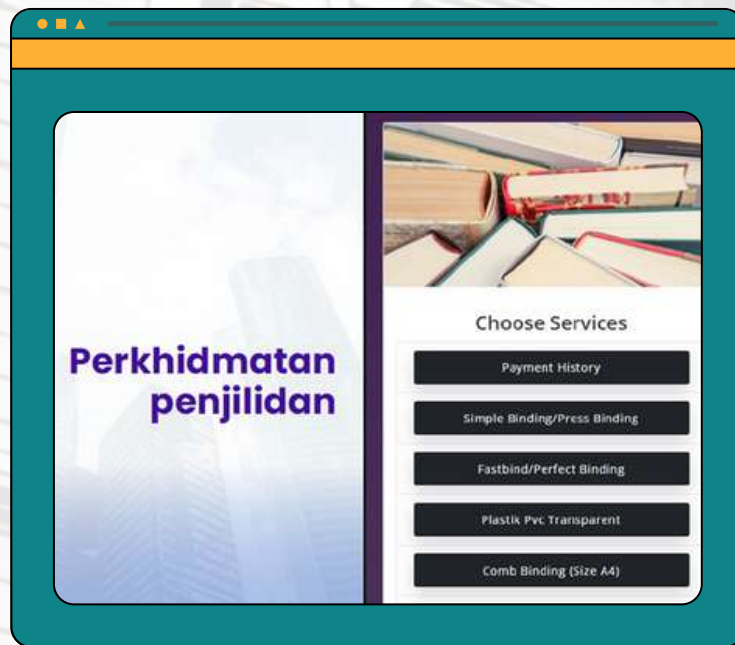 Perkhidmatan
penjilidan
Choose Services
Payment History
Simple Binding/Press Binding
Fastbind/Perfect Binding
Plastik Pvc Transparent
Comb Binding (Size A4)